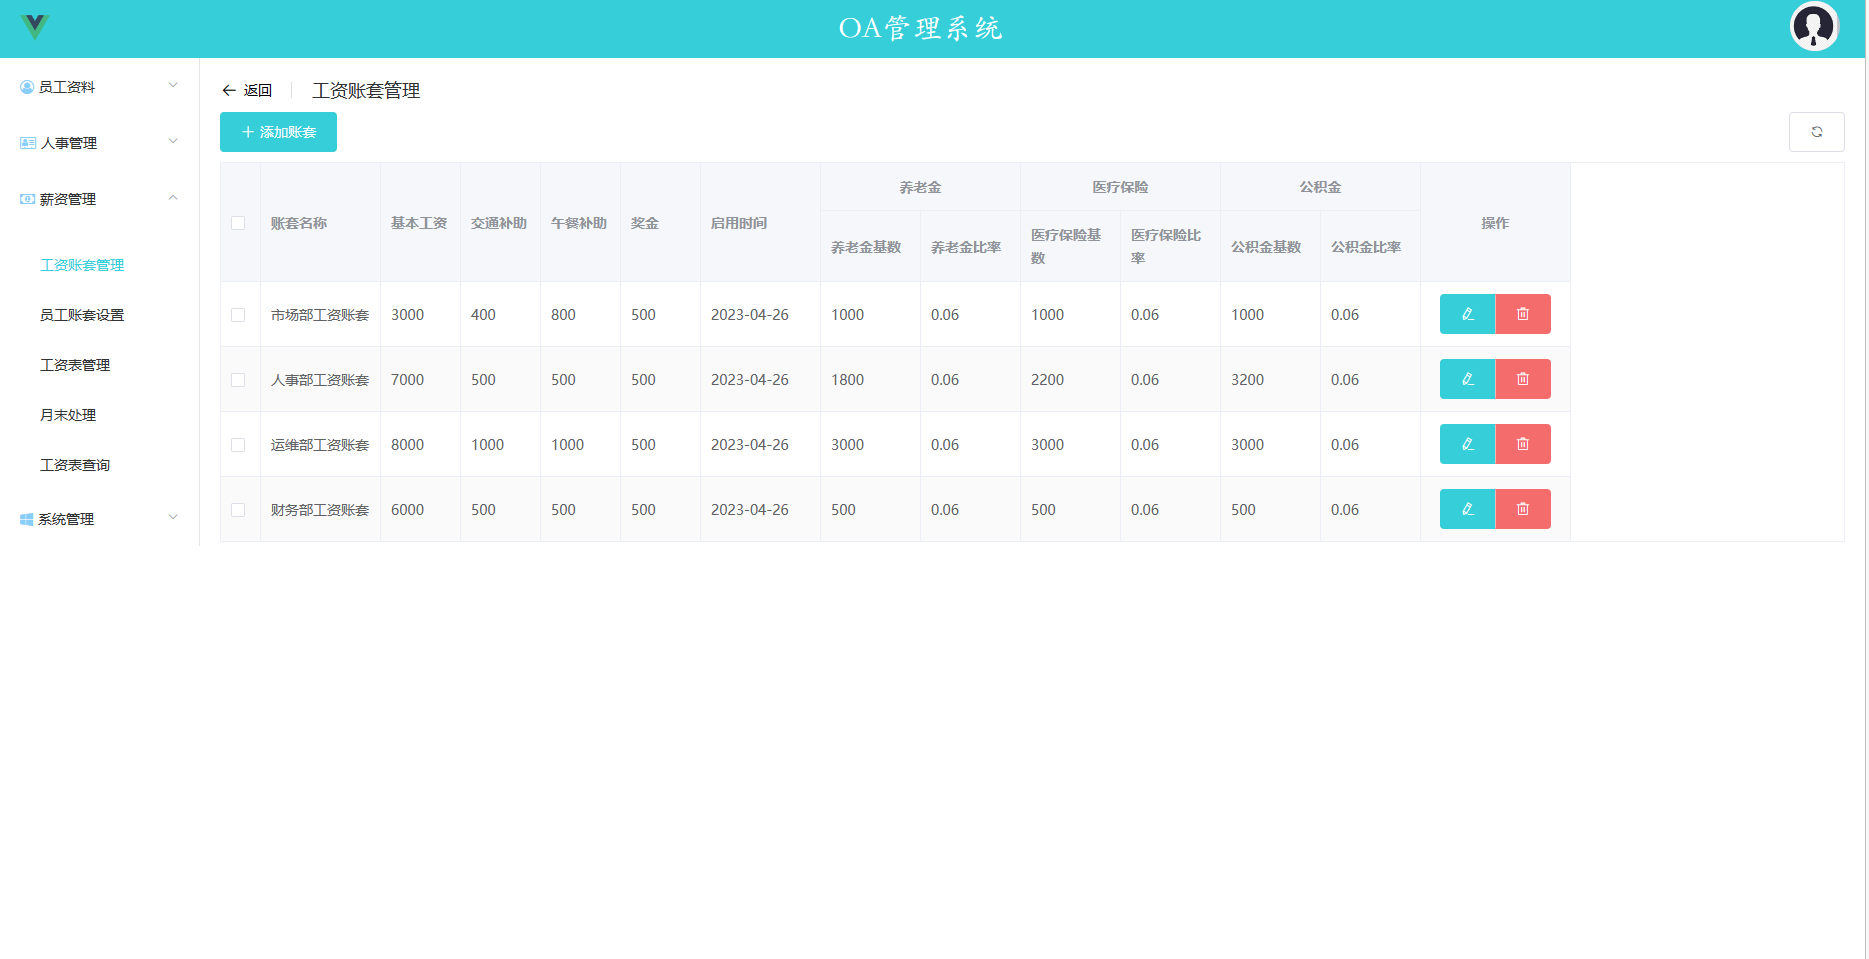 OA管理系统
员工资料
人事管理
薪资管理
工资账套管理
员工账套设置
工资表管理
月末处理
工资表查询
系统管理
返回 工资账套管理
添加账套
账套名称 基本工资 交通补助 午餐补助 奖金 启用时间 养老金 医疗保险 公积金 操作
养老金基数 养老金比率 医疗保险基数 医疗保险比率 公积金基数 公积金比率
市场部工资账套 3000 400 800 500 2023-04-26 1000 0.06 1000 0.06 1000 0.06
人事部工资账套 7000 500 500 500 2023-04-26 1800 0.06 2200 0.06 3200 0.06
运维部工资账套 8000 1000 1000 500 2023-04-26 3000 0.06 3000 0.06 3000 0.06
财务部工资账套 6000 500 500 500 2023-04-26 500 0.06 500 0.06 500 0.06